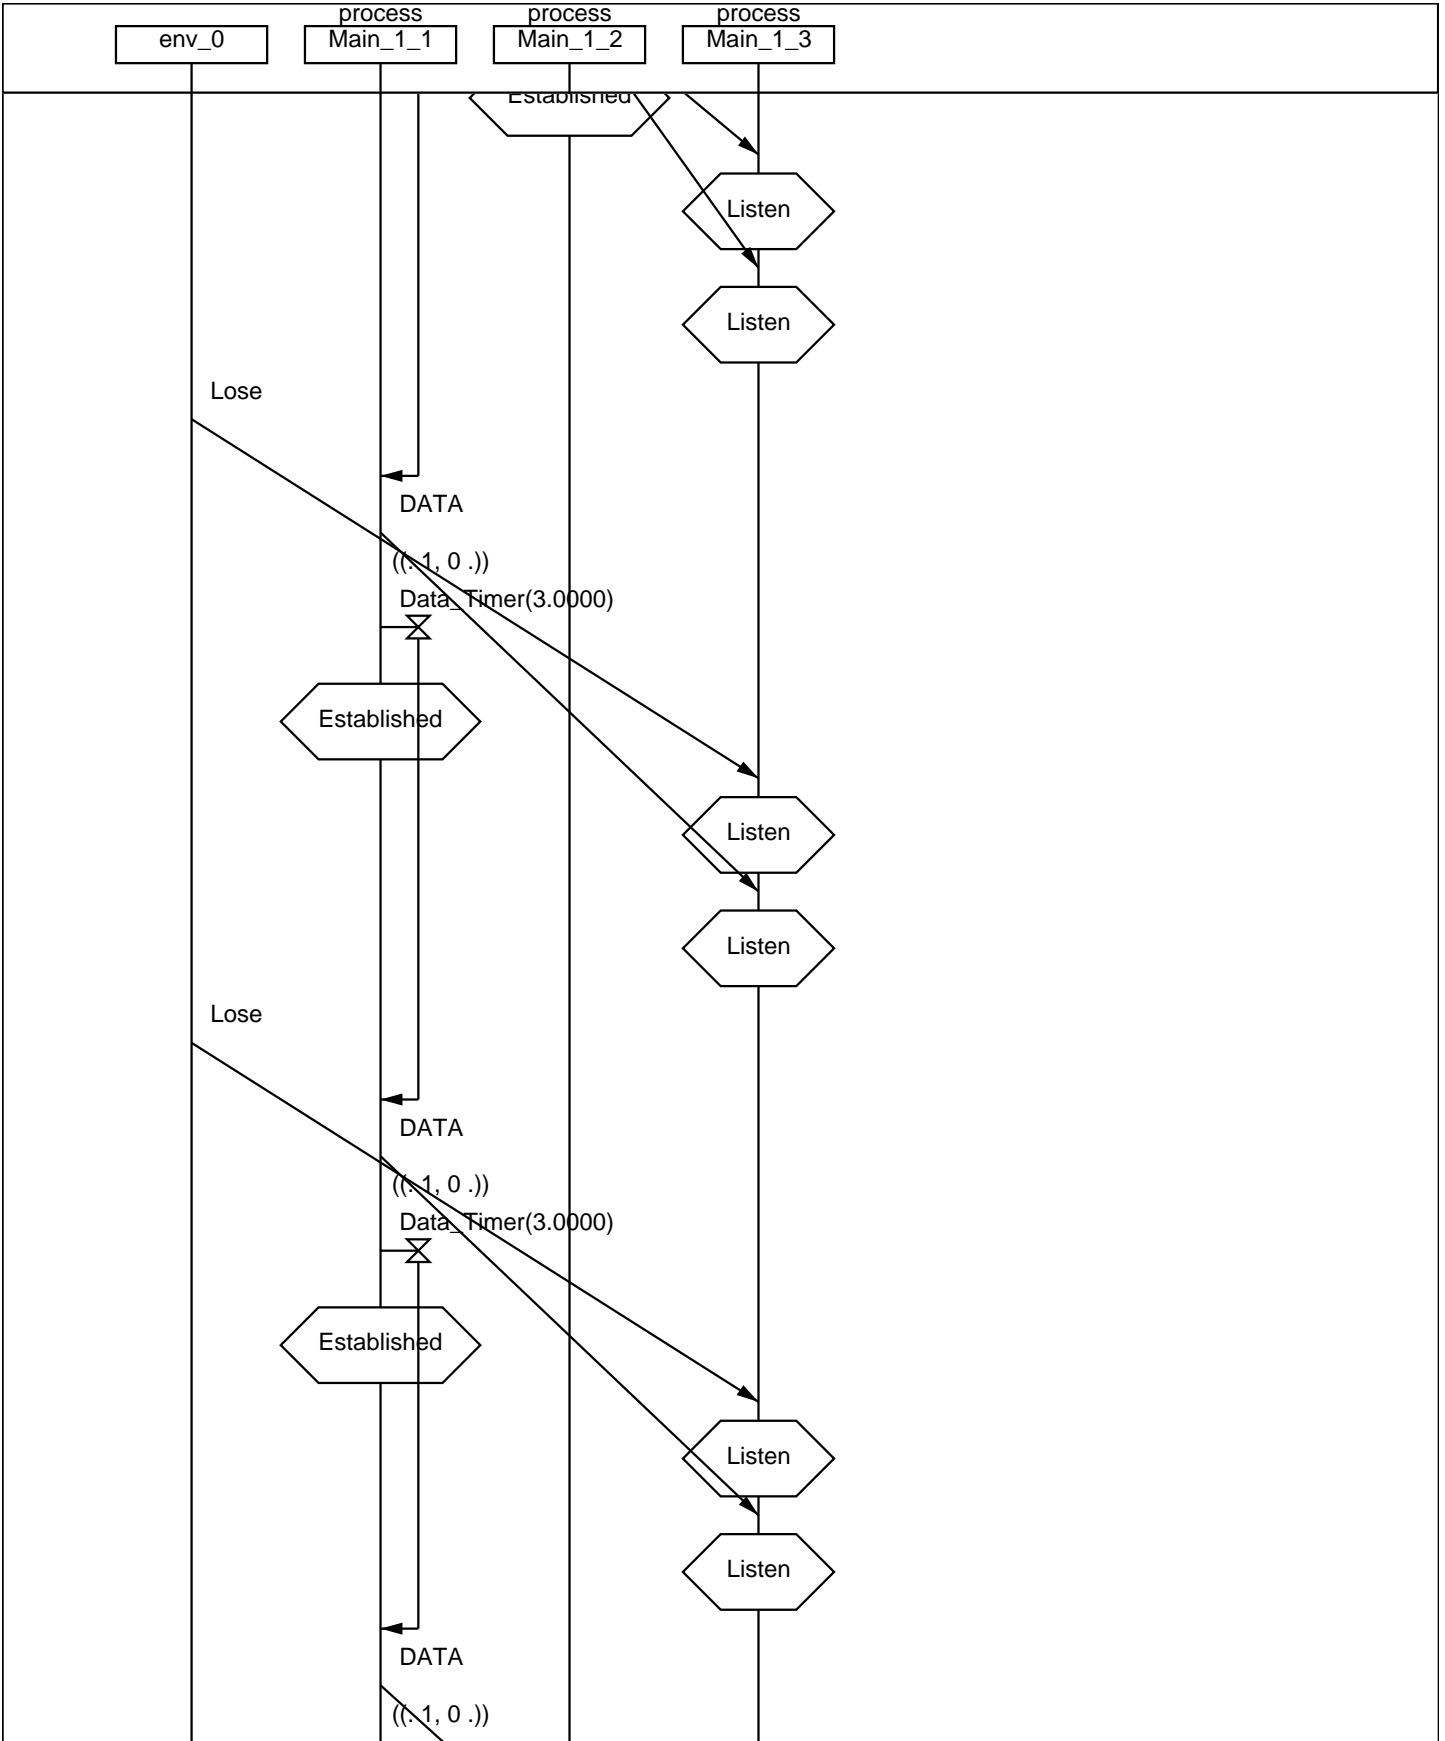 process process process
env_0 Main_1_1 Main_1_2 Main_1_3
Established
Listen
Listen
Lose
DATA
((. 1, 0 .))
Data_Timer(3.0000)
Established
Listen
Listen
Lose
DATA
((. 1, 0 .))
Data_Timer(3.0000)
Established
Listen
Listen
DATA
((. 1, 0 .))